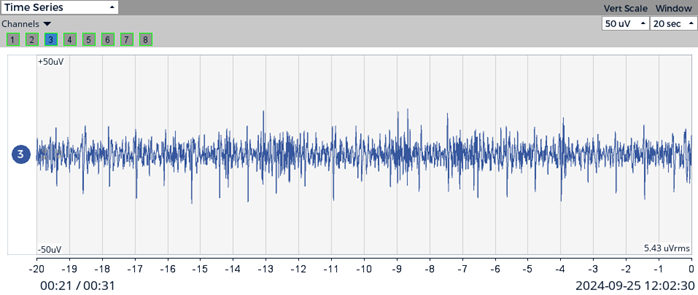 Time Series
Vert Scale Window
Channels
50 uV 20 sec
1 2 3 4 5 6 7 8
+50uV
3
-50uV
5.43 uVrms
-20 -19 -18 -17 -16 -15 -14 -13 -12 -11 -10 -9 -8 -7 -6 -5 -4 -3 -2 -1 0
00:21 / 00:31
2024-09-25 12:02:30